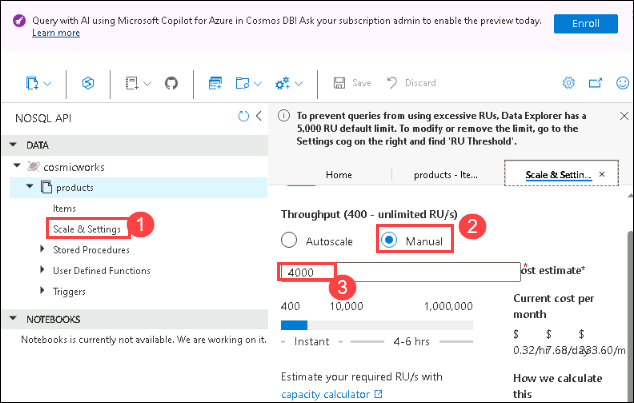 Query with AI using Microsoft Copilot for Azure in Cosmos DB! Ask your subscription admin to enable the preview today.
Learn more
Enroll
Save
Discard
NOSQL API
To prevent queries from using excessive RUs, Data Explorer has a
5,000 RU default limit. To modify or remove the limit, go to the
Settings cog on the right and find 'RU Threshold'.
DATA
cosmicworks
products
Items
Scale & Settings
1
Stored Procedures
User Defined Functions
Triggers
NOTEBOOKS
Notebooks is currently not available. We are working on it.
Home
products - Ite...
Scale & Settin...
Throughput (400 - unlimited RU/s)
2
Autoscale
Manual
4000
3
*
400
10,000
1,000,000
Instant
4-6 hrs
Estimate your required RU/s with
capacity calculator
ost estimate*
Current cost per
month
$ $ $
0.32/hr 7.68/day 233.60/m
How we calculate
this